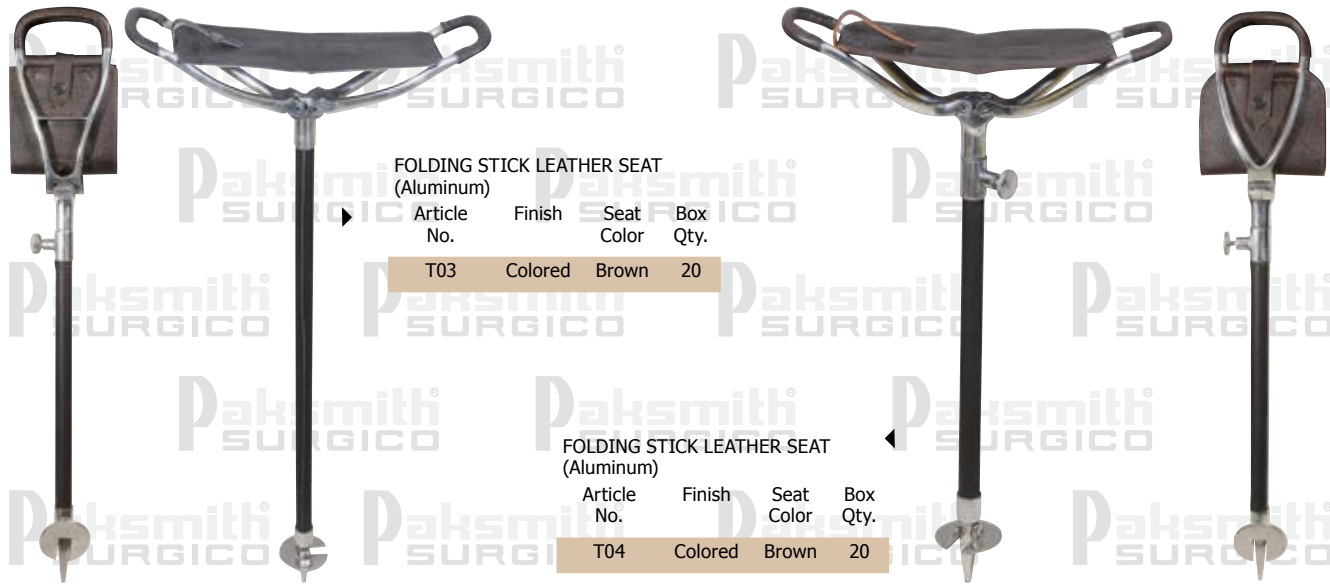 FOLDING STICK LEATHER SEAT
(Aluminum)
Article No. Finish Seat Color Box Qty.
T03 Colored Brown 20
FOLDING STICK LEATHER SEAT
(Aluminum)
Article No. Finish Seat Color Box Qty.
T04 Colored Brown 20
Paksmith®
SURGICO